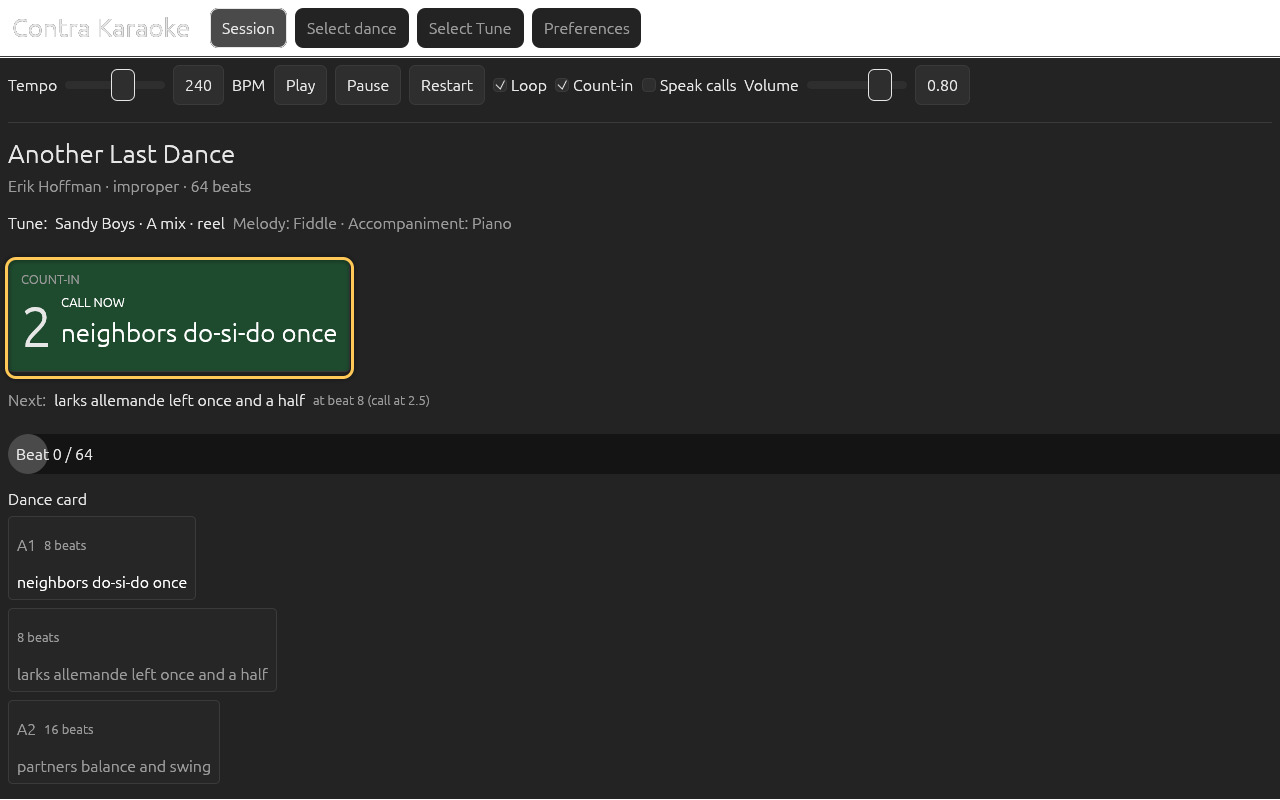 Contra Karaoke Session Select dance Select Tune Preferences
Tempo 240 BPM Play Pause Restart Loop Count-in Speak calls Volume 0.80
Another Last Dance
Erik Hoffman · improper · 64 beats
Tune: Sandy Boys · A mix · reel Melody: Fiddle · Accompaniment: Piano
COUNT-IN
CALL NOW
2 neighbors do-si-do once
Next: larks allemande left once and a half at beat 8 (call at 2.5)
Beat 0 / 64
Dance card
A1 8 beats
neighbors do-si-do once
8 beats
larks allemande left once and a half
A2 16 beats
partners balance and swing